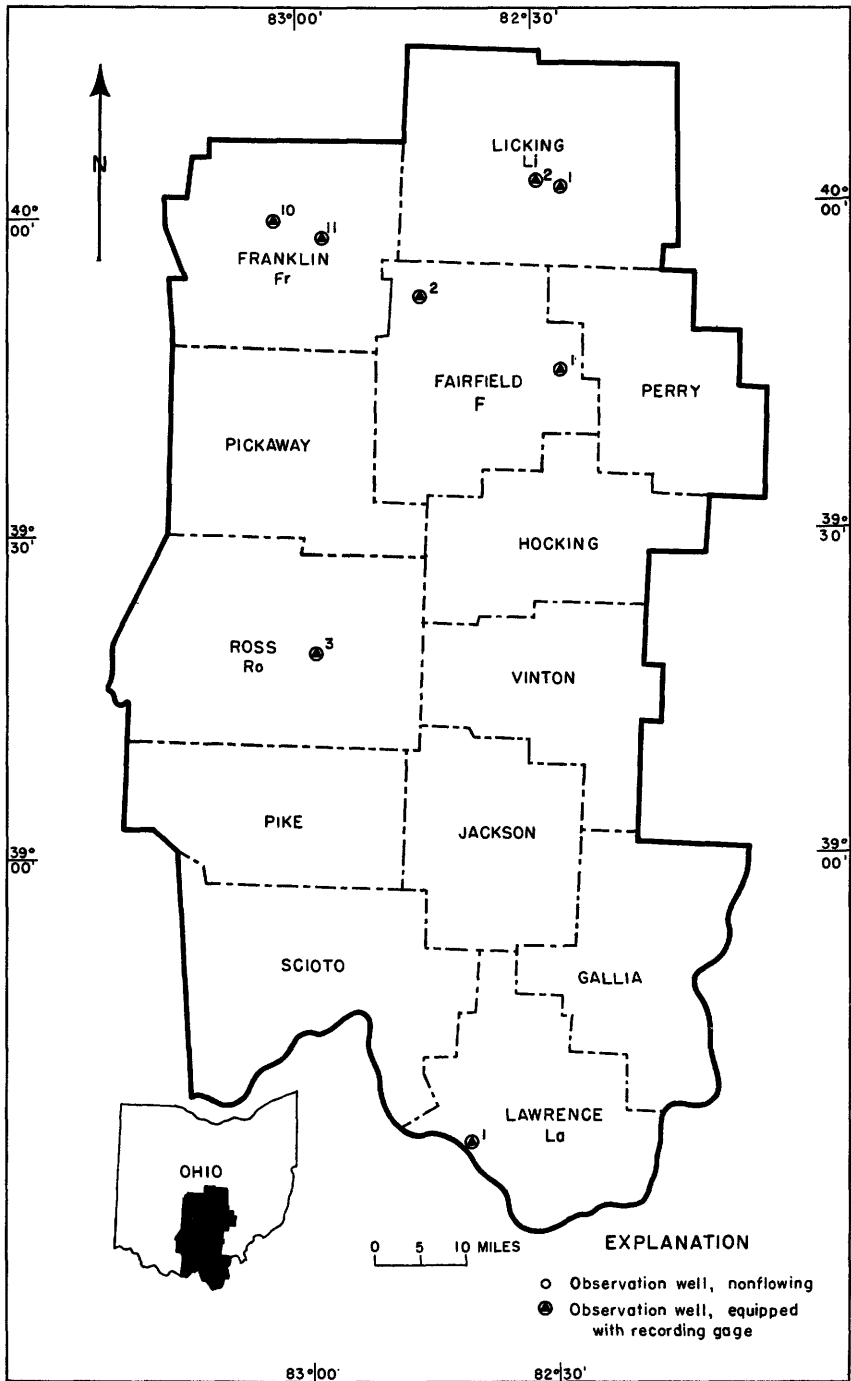 83°00'
82°30'
N
LICKING
Li
2
1
40°
00'
40°
00'
10
11
FRANKLIN
Fr
2
1
FAIRFIELD
F
PERRY
PICKAWAY
39°
30'
39°
30'
HOCKING
ROSS
Ro
3
VINTON
PIKE
JACKSON
39°
00'
39°
00'
SCIOTO
GALLIA
LAWRENCE
La
1
OHIO
0 5 10 MILES
EXPLANATION
Observation well, nonflowing
Observation well, equipped
with recording gage
83°00'
82°30'